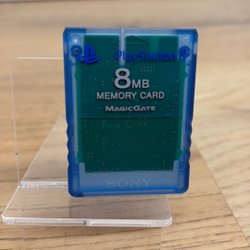 PlayStation
8MB
MEMORY CARD
MAGICGATE
SONY